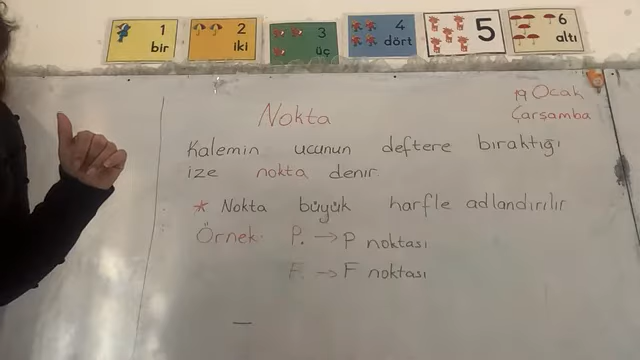 1 bir
2 iki
3 üç
4 dört
5
6 altı
19 Ocak
Çarşamba
Nokta
Kalemin ucunun deftere bıraktığı
ize nokta denir
* Nokta büyük harfle adlandırılır
Örnek: P. → P noktası
F. → F noktası